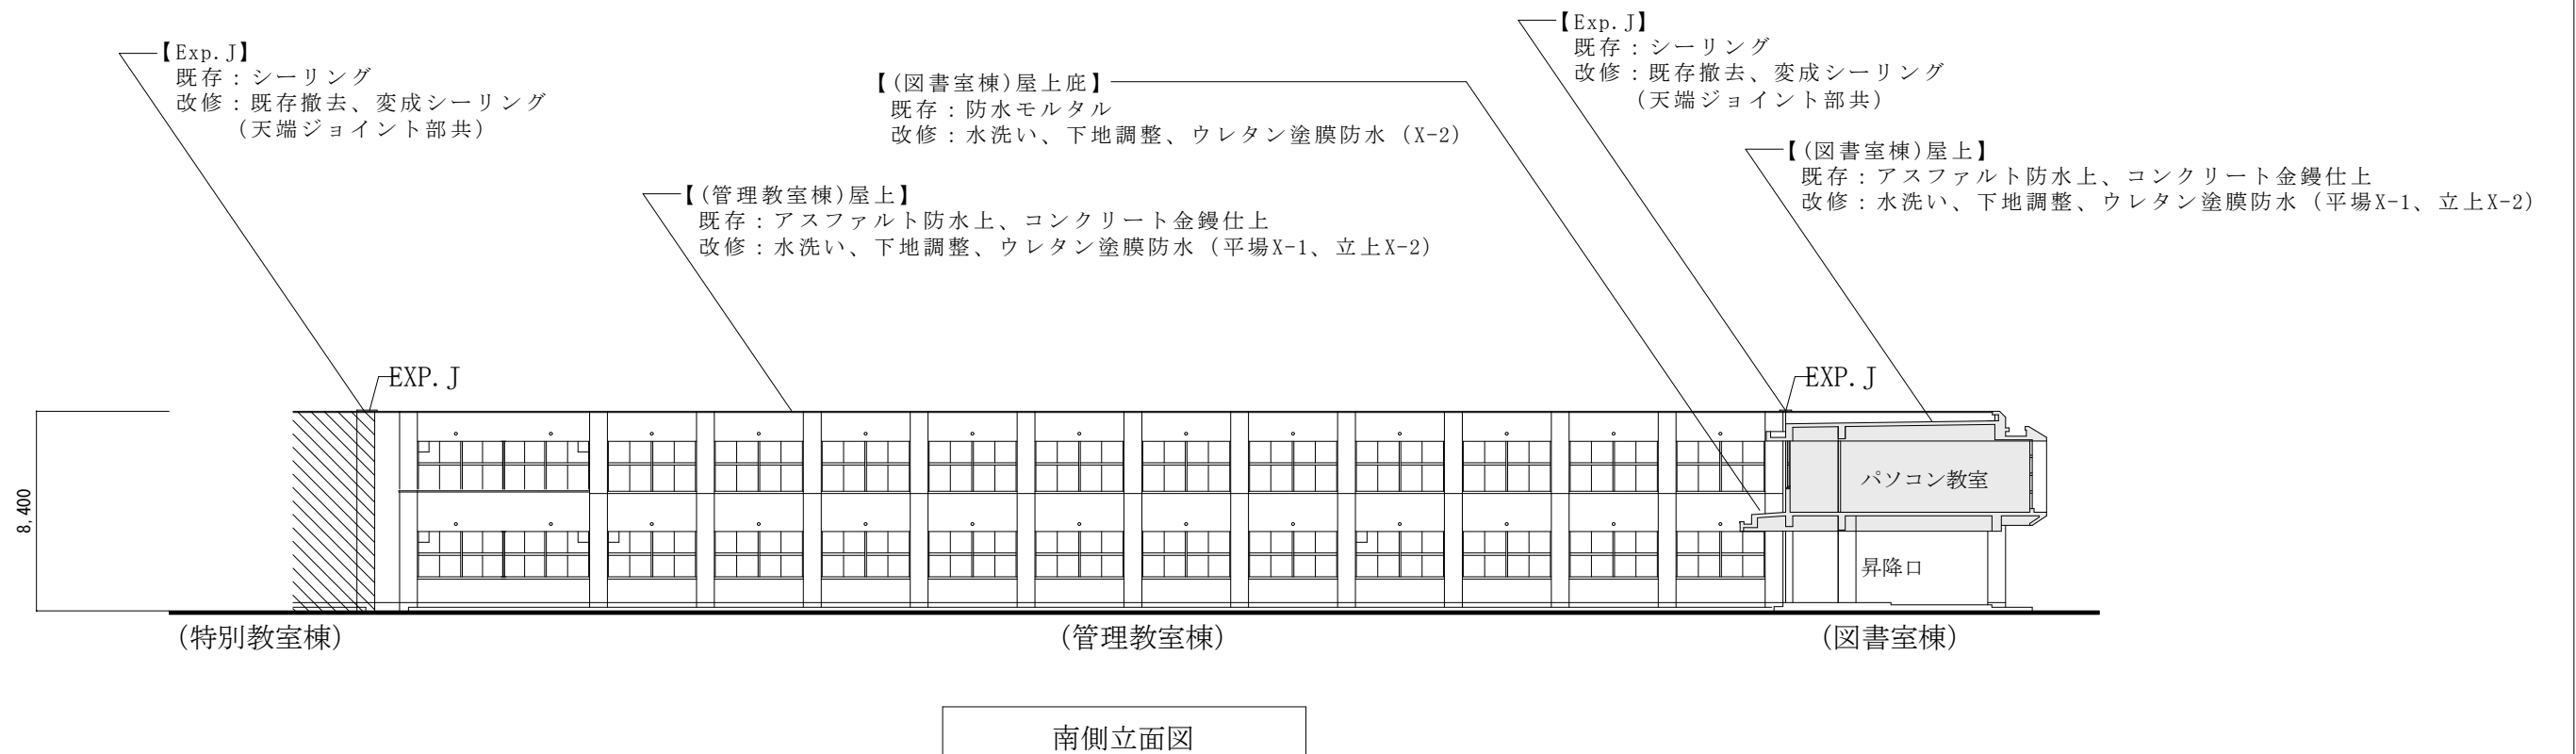 【Exp.J】
既存：シーリング
改修：既存撤去、変成シーリング
（天端ジョイント部共）
【(図書室棟)屋上庇】
既存：防水モルタル
改修：水洗い、下地調整、ウレタン塗膜防水（X-2）
【Exp.J】
既存：シーリング
改修：既存撤去、変成シーリング
（天端ジョイント部共）
【(図書室棟)屋上】
既存：アスファルト防水上、コンクリート金鏝仕上
改修：水洗い、下地調整、ウレタン塗膜防水（平場X-1、立上X-2）
【(管理教室棟)屋上】
既存：アスファルト防水上、コンクリート金鏝仕上
改修：水洗い、下地調整、ウレタン塗膜防水（平場X-1、立上X-2）
EXP.J
EXP.J
8,400
パソコン教室
昇降口
（特別教室棟）
（管理教室棟）
（図書室棟）
南側立面図